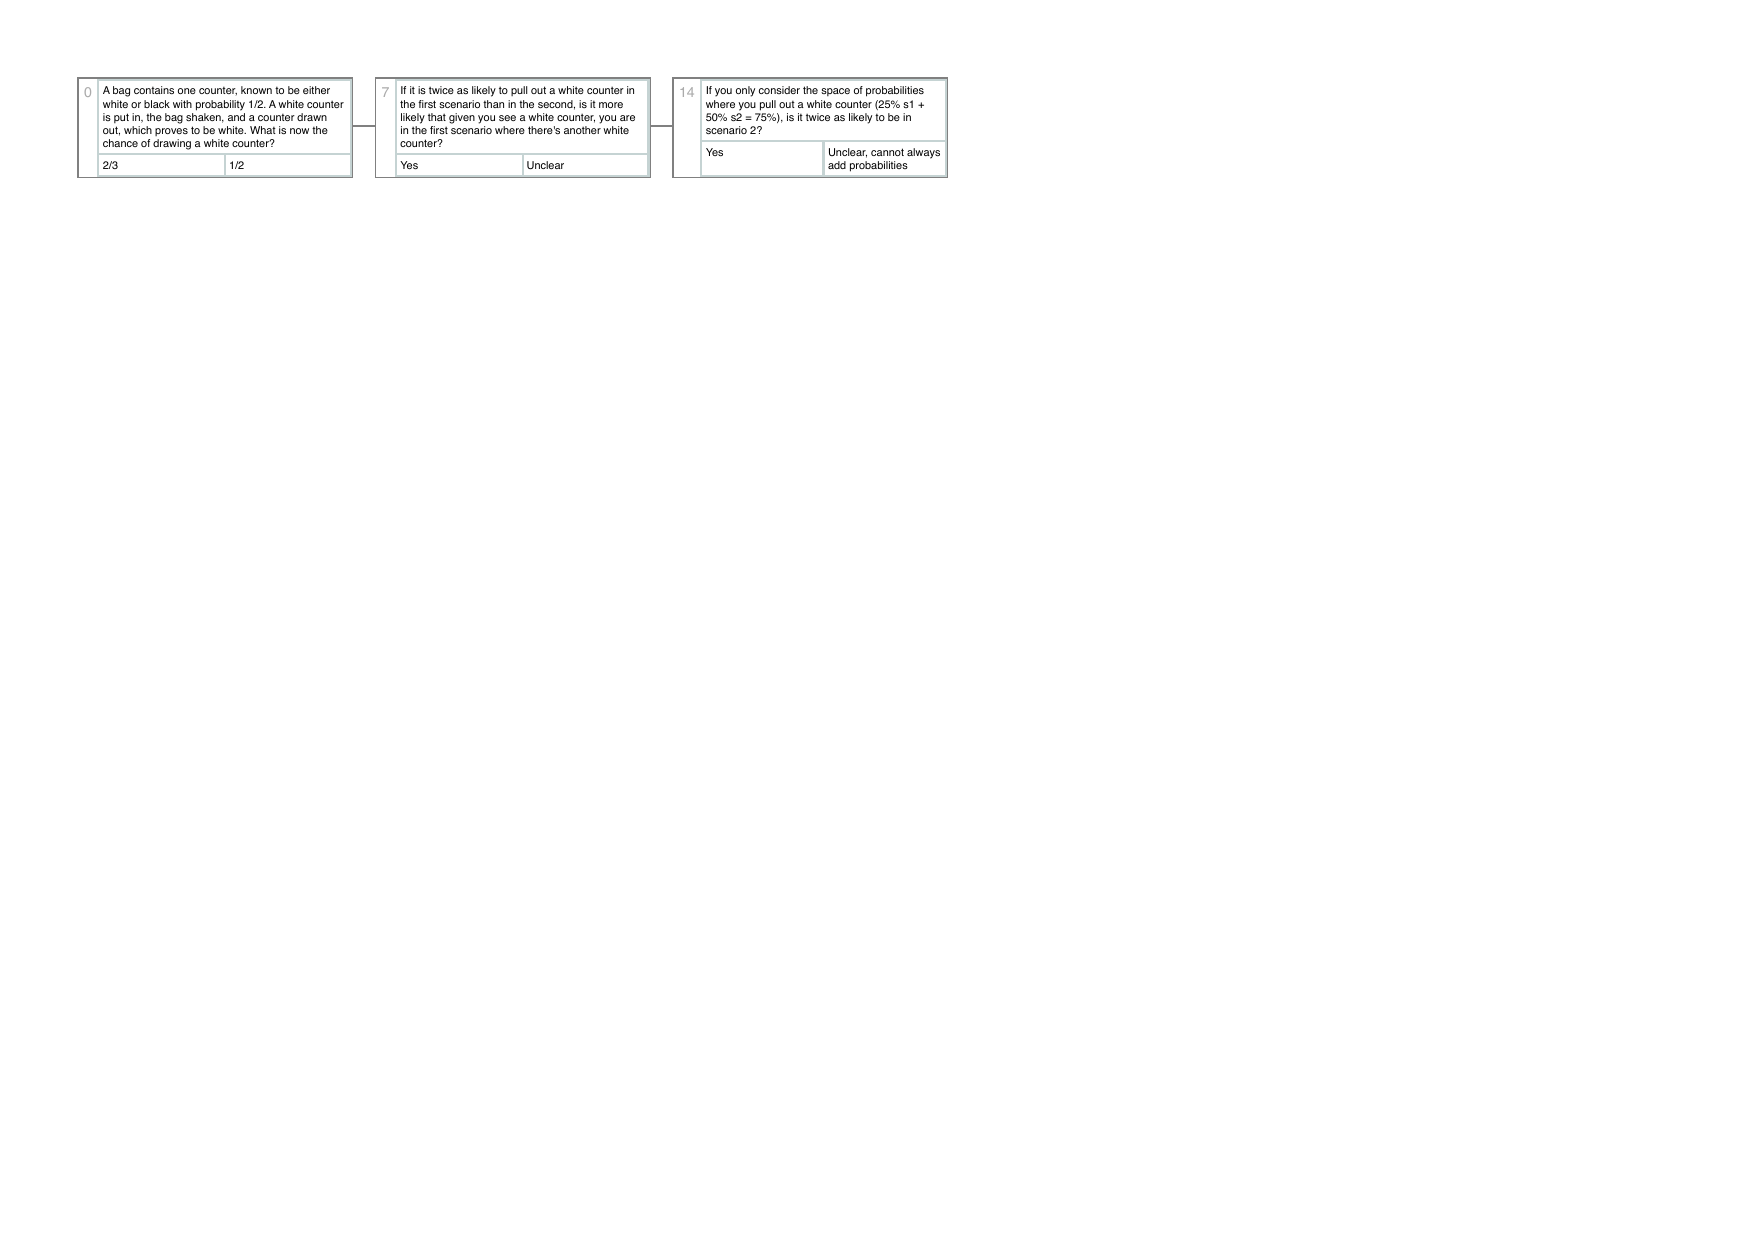 0
A bag contains one counter, known to be either
white or black with probability 1/2. A white counter
is put in, the bag shaken, and a counter drawn
out, which proves to be white. What is now the
chance of drawing a white counter?
2/3
1/2
7
If it is twice as likely to pull out a white counter in
the first scenario than in the second, is it more
likely that given you see a white counter, you are
in the first scenario where there's another white
counter?
Yes
Unclear
14
If you only consider the space of probabilities
where you pull out a white counter (25% s1 +
50% s2 = 75%), is it twice as likely to be in
scenario 2?
Yes
Unclear, cannot always
add probabilities